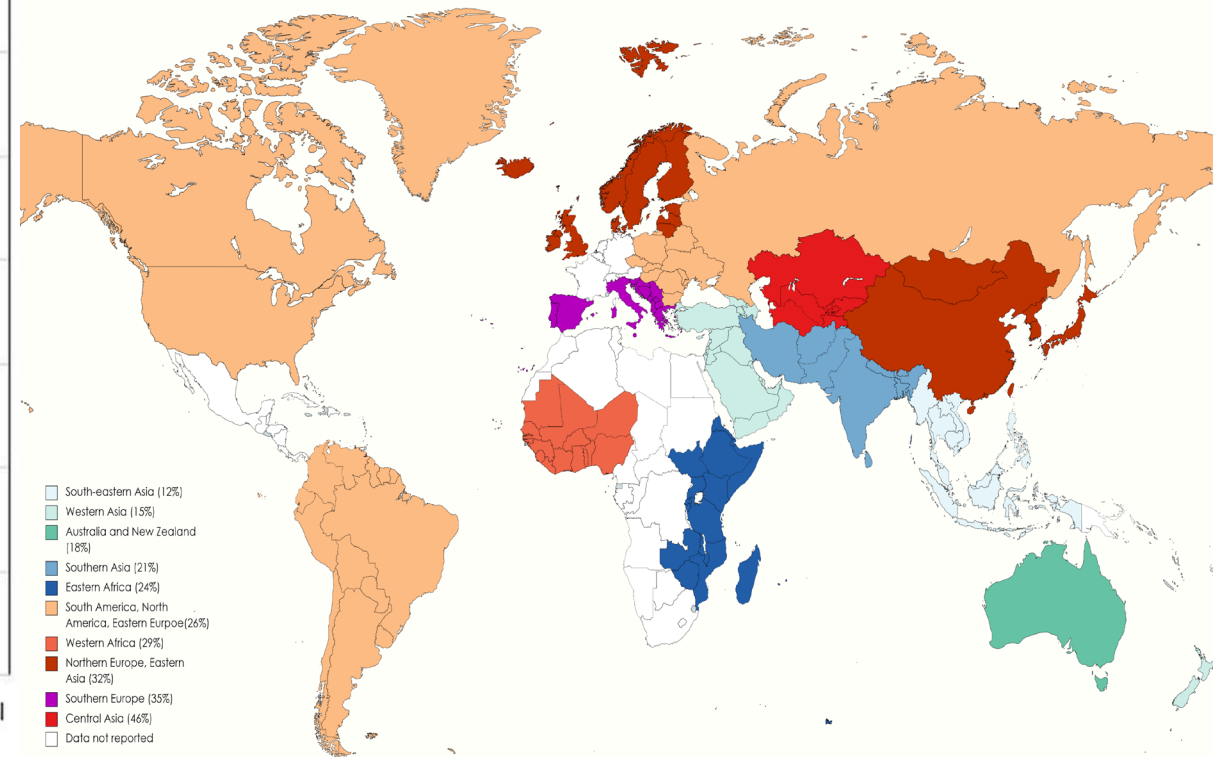 South-eastern Asia (12%)
Western Asia (15%)
Australia and New Zealand
(18%)
Southern Asia (21%)
Eastern Africa (24%)
South America, North
America, Eastern Eurpoe(26%)
Western Africa (29%)
Northern Europe, Eastern
Asia (32%)
Southern Europe (35%)
Central Asia (46%)
Data not reported